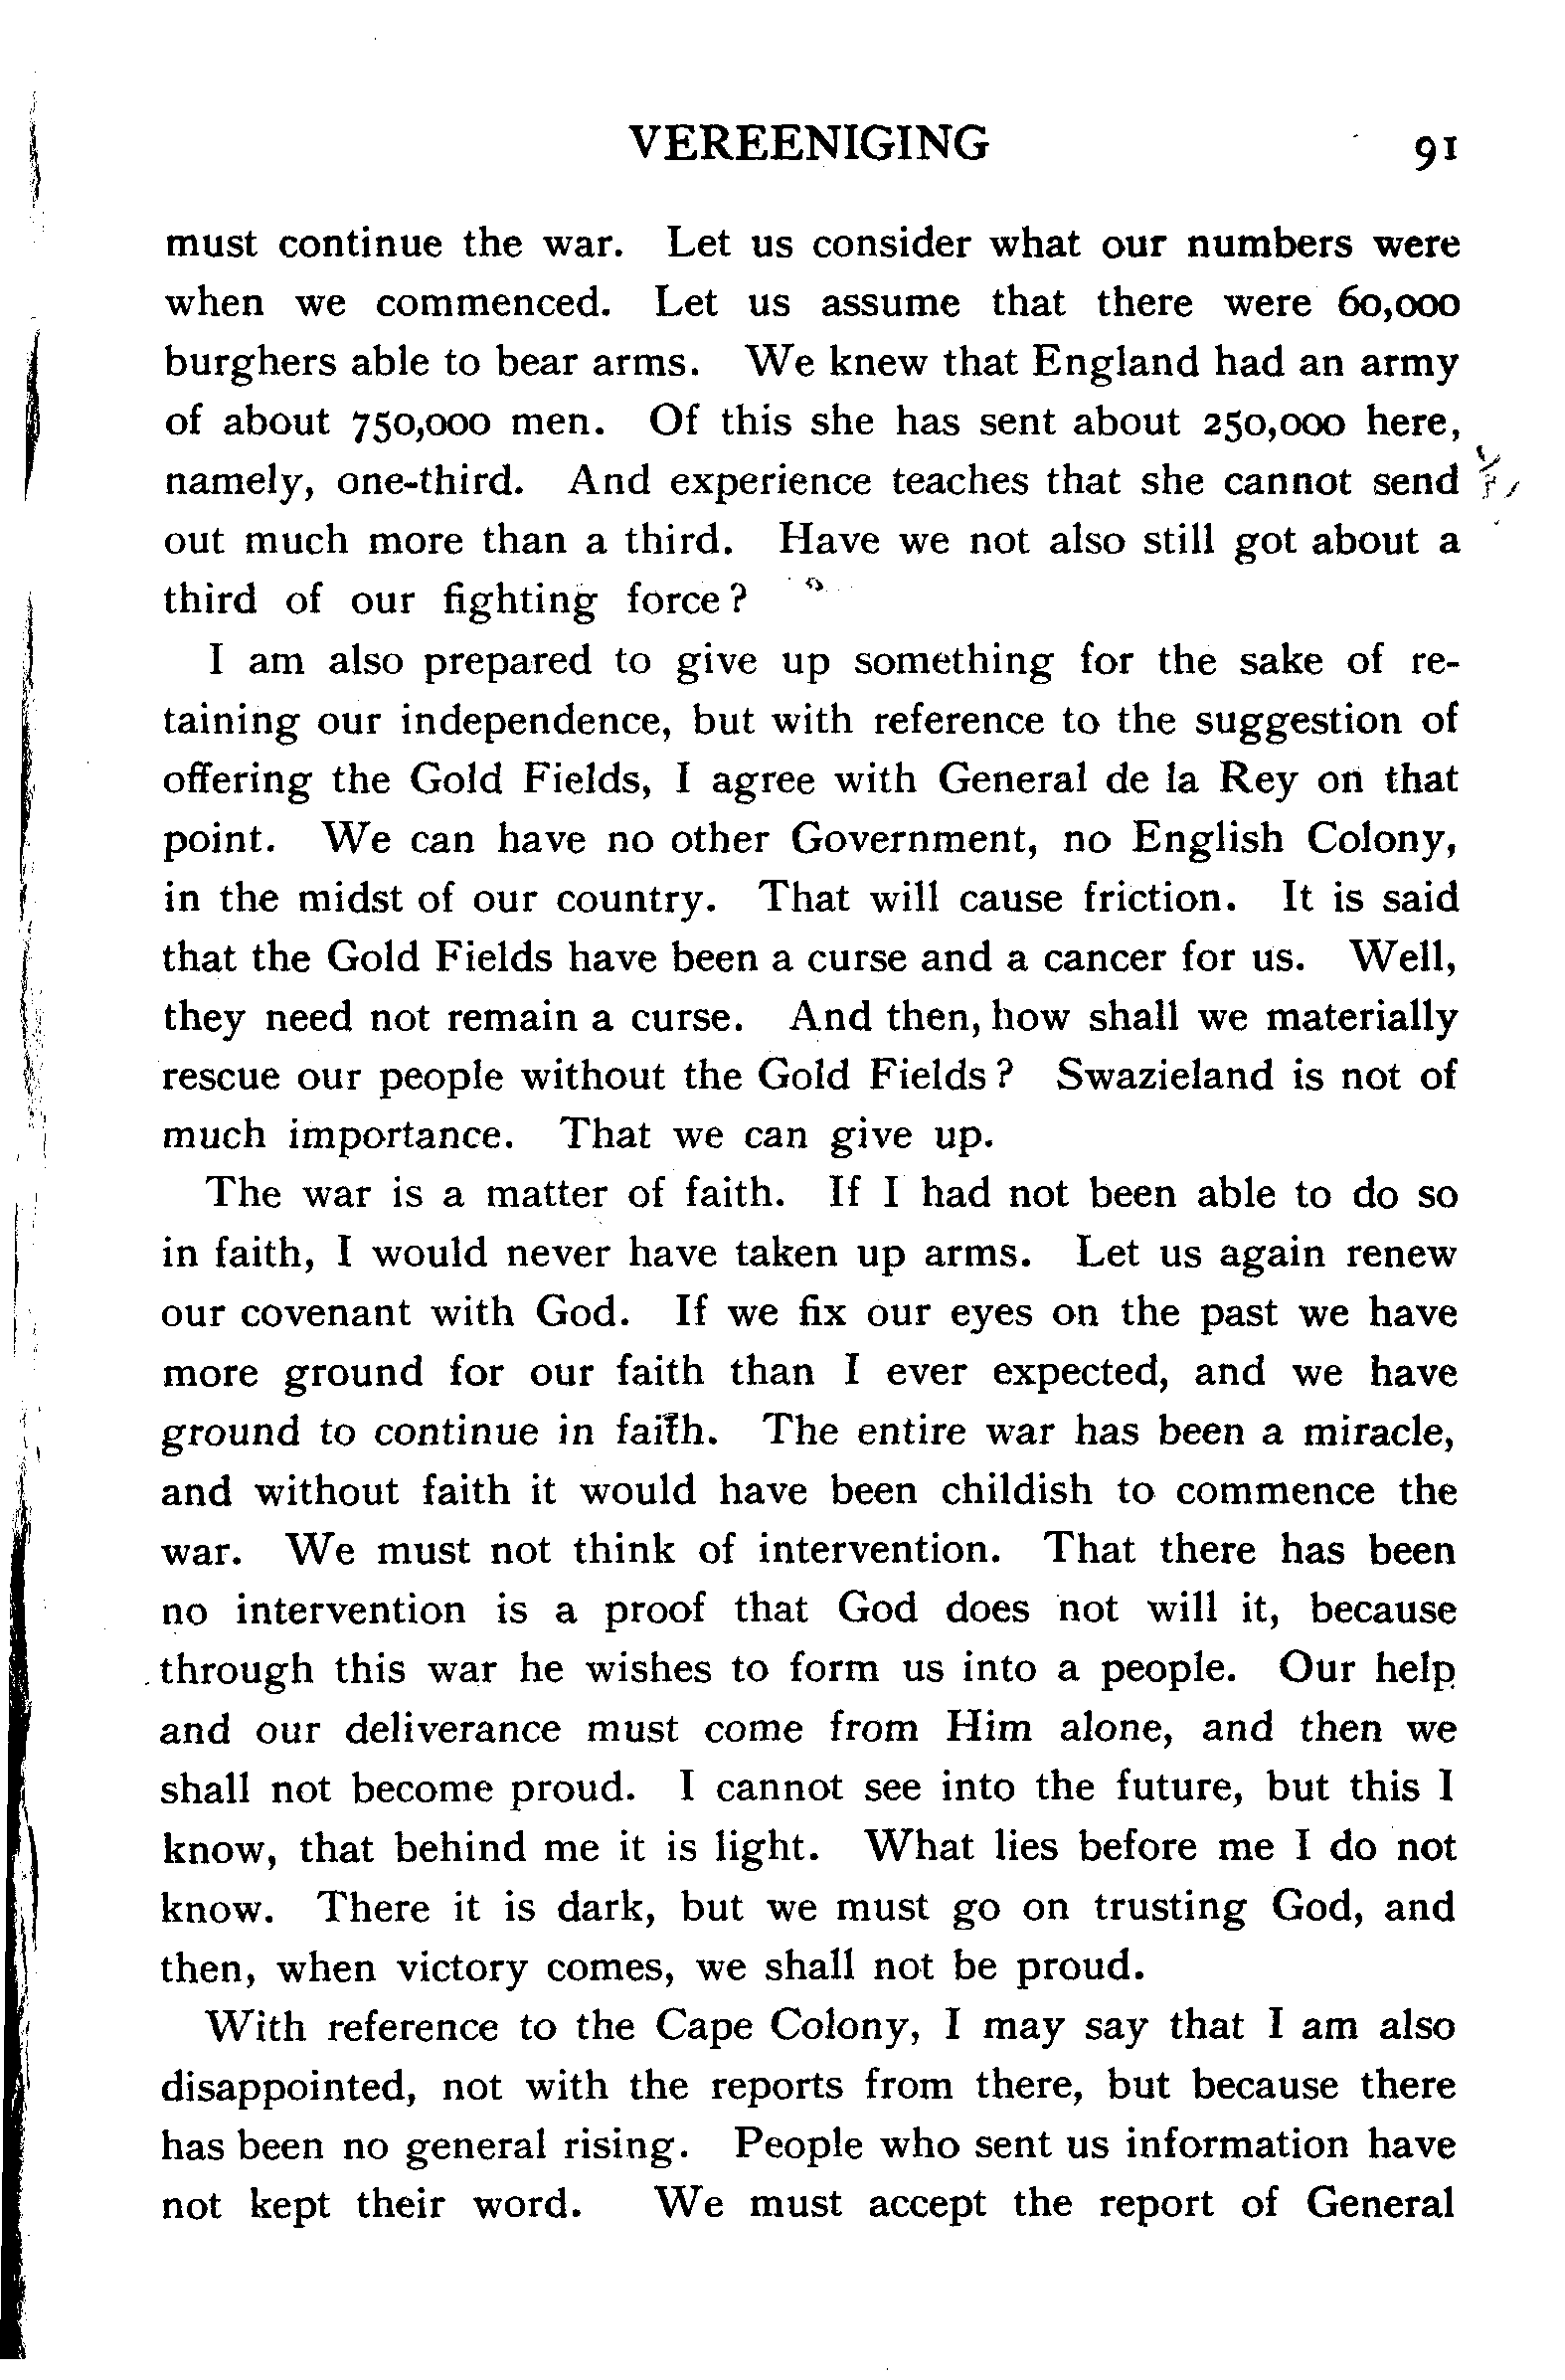 VEREENIGING 91
must continue the war. Let us consider what our numbers were
when we commenced. Let us assume that there were 60,000
burghers able to bear arms. We knew that England had an army
of about 750,000 men. Of this she has sent about 250,000 here,
namely, one-third. And experience teaches that she cannot send
out much more than a third. Have we not also still got about a
third of our fighting force?
I am also prepared to give up something for the sake of re-
taining our independence, but with reference to the suggestion of
offering the Gold Fields, I agree with General de la Rey on that
point. We can have no other Government, no English Colony,
in the midst of our country. That will cause friction. It is said
that the Gold Fields have been a curse and a cancer for us. Well,
they need not remain a curse. And then, how shall we materially
rescue our people without the Gold Fields? Swazieland is not of
much importance. That we can give up.
The war is a matter of faith. If I had not been able to do so
in faith, I would never have taken up arms. Let us again renew
our covenant with God. If we fix our eyes on the past we have
more ground for our faith than I ever expected, and we have
ground to continue in faith. The entire war has been a miracle,
and without faith it would have been childish to commence the
war. We must not think of intervention. That there has been
no intervention is a proof that God does not will it, because
through this war he wishes to form us into a people. Our help
and our deliverance must come from Him alone, and then we
shall not become proud. I cannot see into the future, but this I
know, that behind me it is light. What lies before me I do not
know. There it is dark, but we must go on trusting God, and
then, when victory comes, we shall not be proud.
With reference to the Cape Colony, I may say that I am also
disappointed, not with the reports from there, but because there
has been no general rising. People who sent us information have
not kept their word. We must accept the report of General